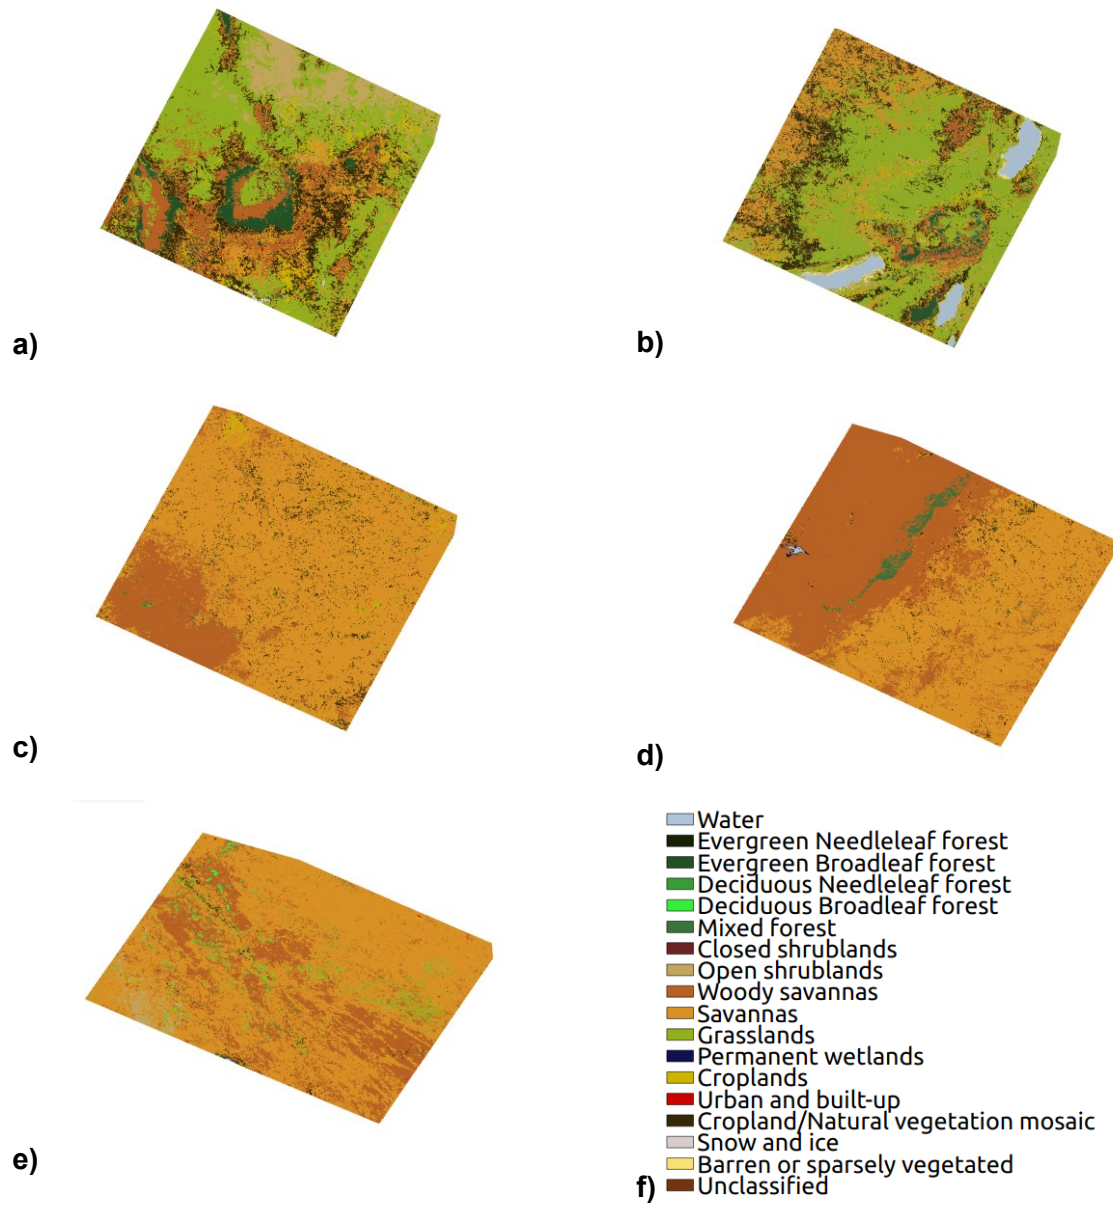 a)
b)
c)
d)
e)
Water
Evergreen Needleleaf forest
Evergreen Broadleaf forest
Deciduous Needleleaf forest
Deciduous Broadleaf forest
Mixed forest
Closed shrublands
Open shrublands
Woody savannas
Savannas
Grasslands
Permanent wetlands
Croplands
Urban and built-up
Cropland/Natural vegetation mosaic
Snow and ice
Barren or sparsely vegetated
f) Unclassified